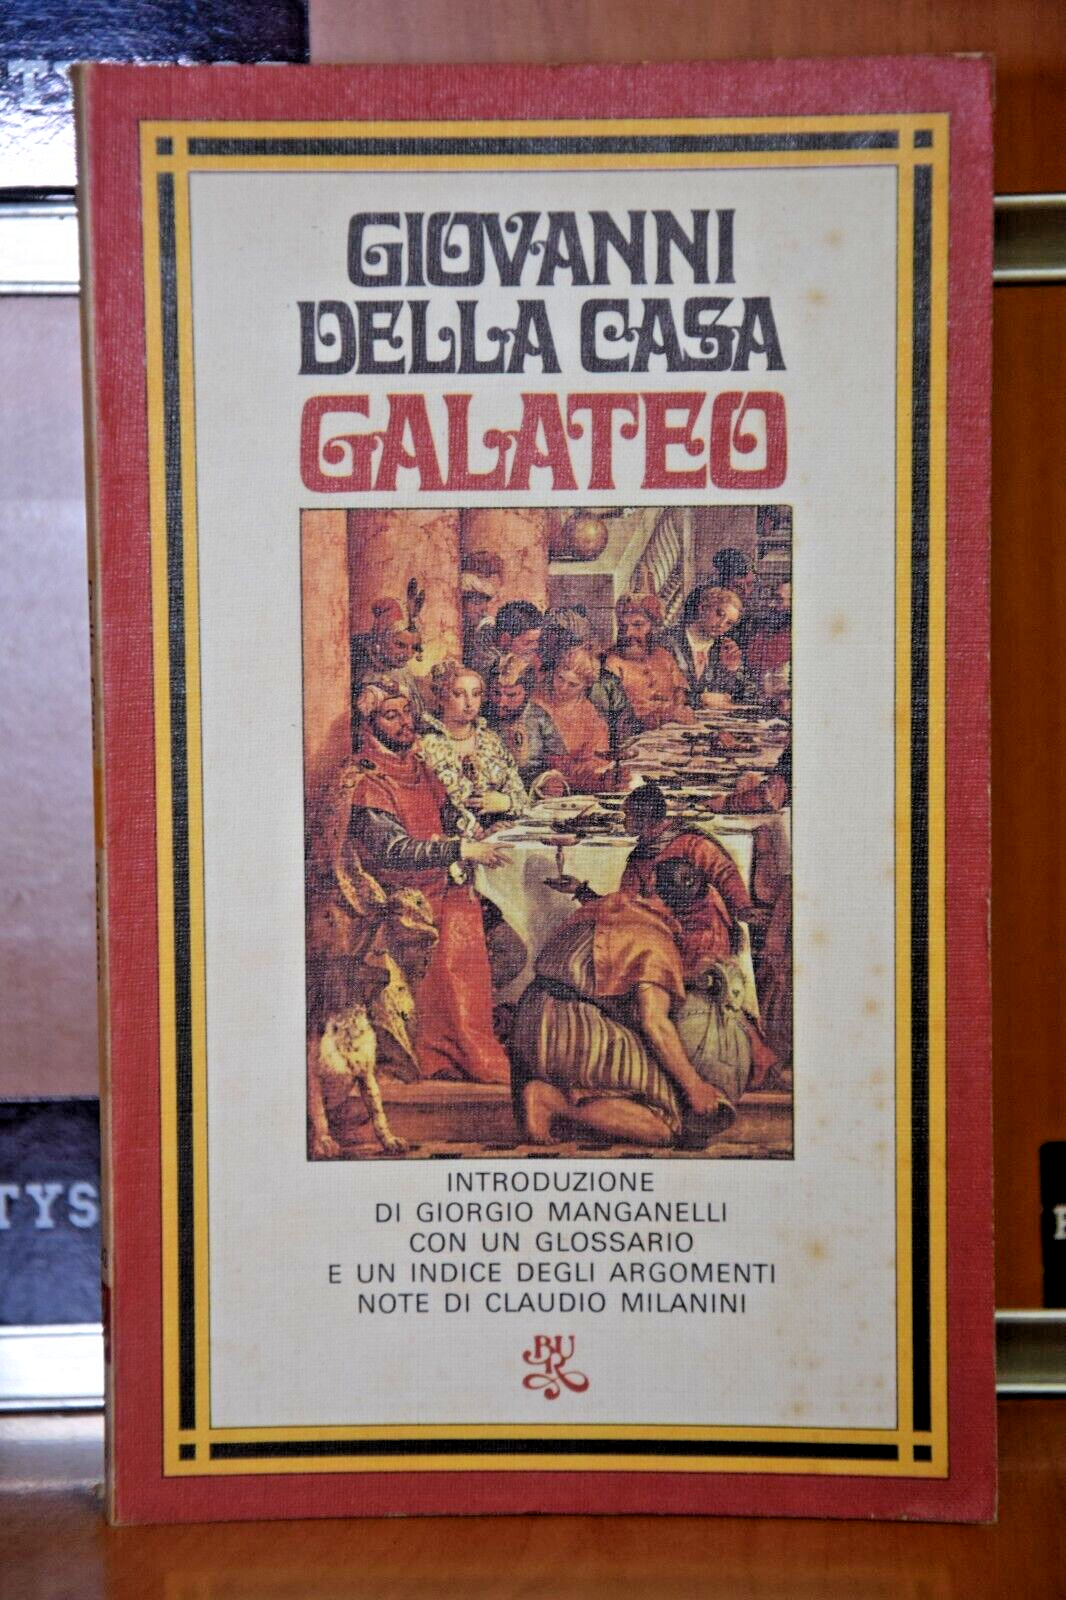 GIOVANNI
DELLA CASA
GALATEO
INTRODUZIONE
DI GIORGIO MANGANELLI
CON UN GLOSSARIO
E UN INDICE DEGLI ARGOMENTI
NOTE DI CLAUDIO MILANINI
BUR
TYS